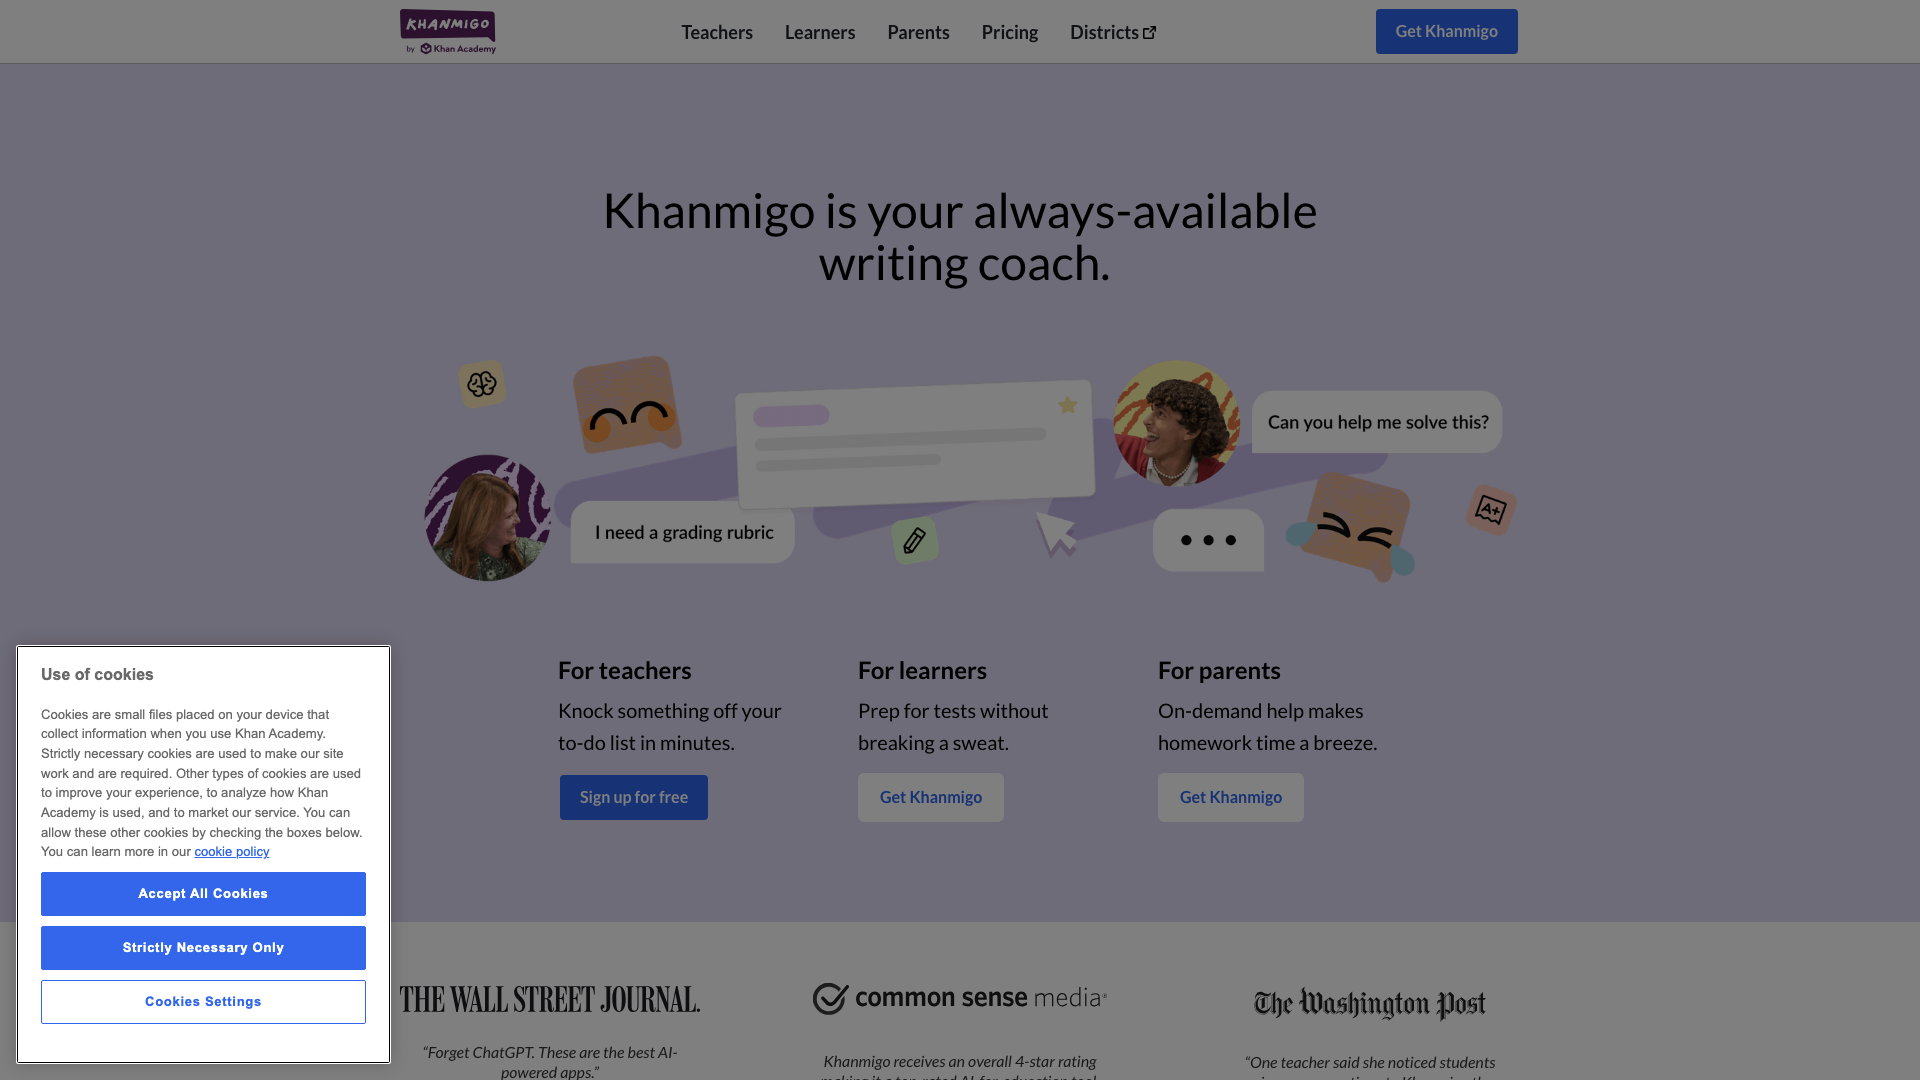 KHANMIGO
by Khan Academy
Teachers
Learners
Parents
Pricing
Districts
Get Khanmigo
Khanmigo is your always-available
writing coach.
Can you help me solve this?
I need a grading rubric
A+
For teachers
Knock something off your
to-do list in minutes.
Sign up for free
For learners
Prep for tests without
breaking a sweat.
Get Khanmigo
For parents
On-demand help makes
homework time a breeze.
Get Khanmigo
Use of cookies
Cookies are small files placed on your device that
collect information when you use Khan Academy.
Strictly necessary cookies are used to make our site
work and are required. Other types of cookies are used
to improve your experience, to analyze how Khan
Academy is used, and to market our service. You can
allow these other cookies by checking the boxes below.
You can learn more in our cookie policy
Accept All Cookies
Strictly Necessary Only
Cookies Settings
THE WALL STREET JOURNAL.
“Forget ChatGPT. These are the best AI-
powered apps.”
common sense media®
Khanmigo receives an overall 4-star rating
The Washington Post
“One teacher said she noticed students